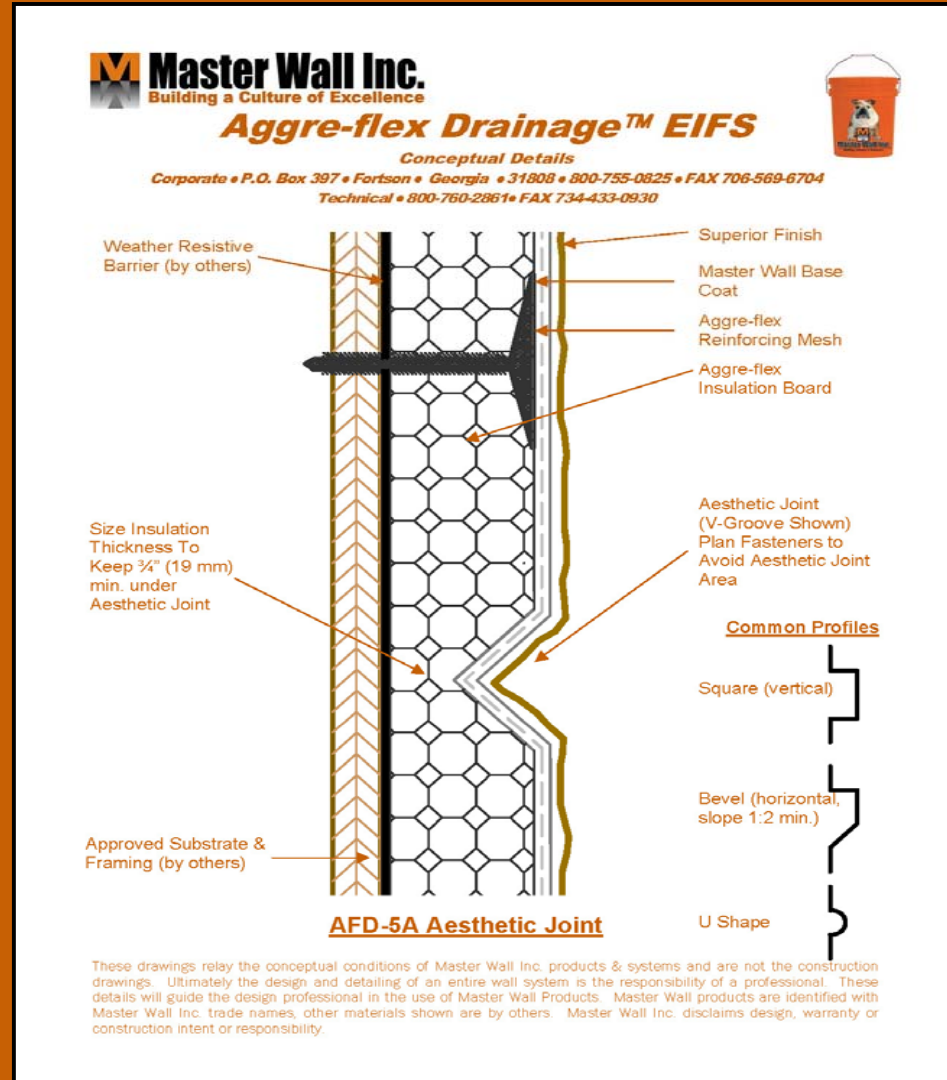 Master Wall Inc.
Building a Culture of Excellence
Aggre-flex Drainage™ EIFS
Conceptual Details
Corporate • P.O. Box 397 • Fortson • Georgia • 31808 • 800-755-0825 • FAX 706-569-6704
Technical • 800-760-2861• FAX 734-433-0930
Master Wall Inc.
Weather Resistive
Barrier (by others)
Superior Finish
Master Wall Base
Coat
Aggre-flex
Reinforcing Mesh
Aggre-flex
Insulation Board
Size Insulation
Thickness To
Keep ¾" (19 mm)
min. under
Aesthetic Joint
Aesthetic Joint
(V-Groove Shown)
Plan Fasteners to
Avoid Aesthetic Joint
Area
Common Profiles
Square (vertical)
Bevel (horizontal,
slope 1:2 min.)
U Shape
Approved Substrate &
Framing (by others)
AFD-5A Aesthetic Joint
These drawings relay the conceptual conditions of Master Wall Inc. products & systems and are not the construction
drawings. Ultimately the design and detailing of an entire wall system is the responsibility of a professional. These
details will guide the design professional in the use of Master Wall Products. Master Wall products are identified with
Master Wall Inc. trade names, other materials shown are by others. Master Wall Inc. disclaims design, warranty or
construction intent or responsibility.